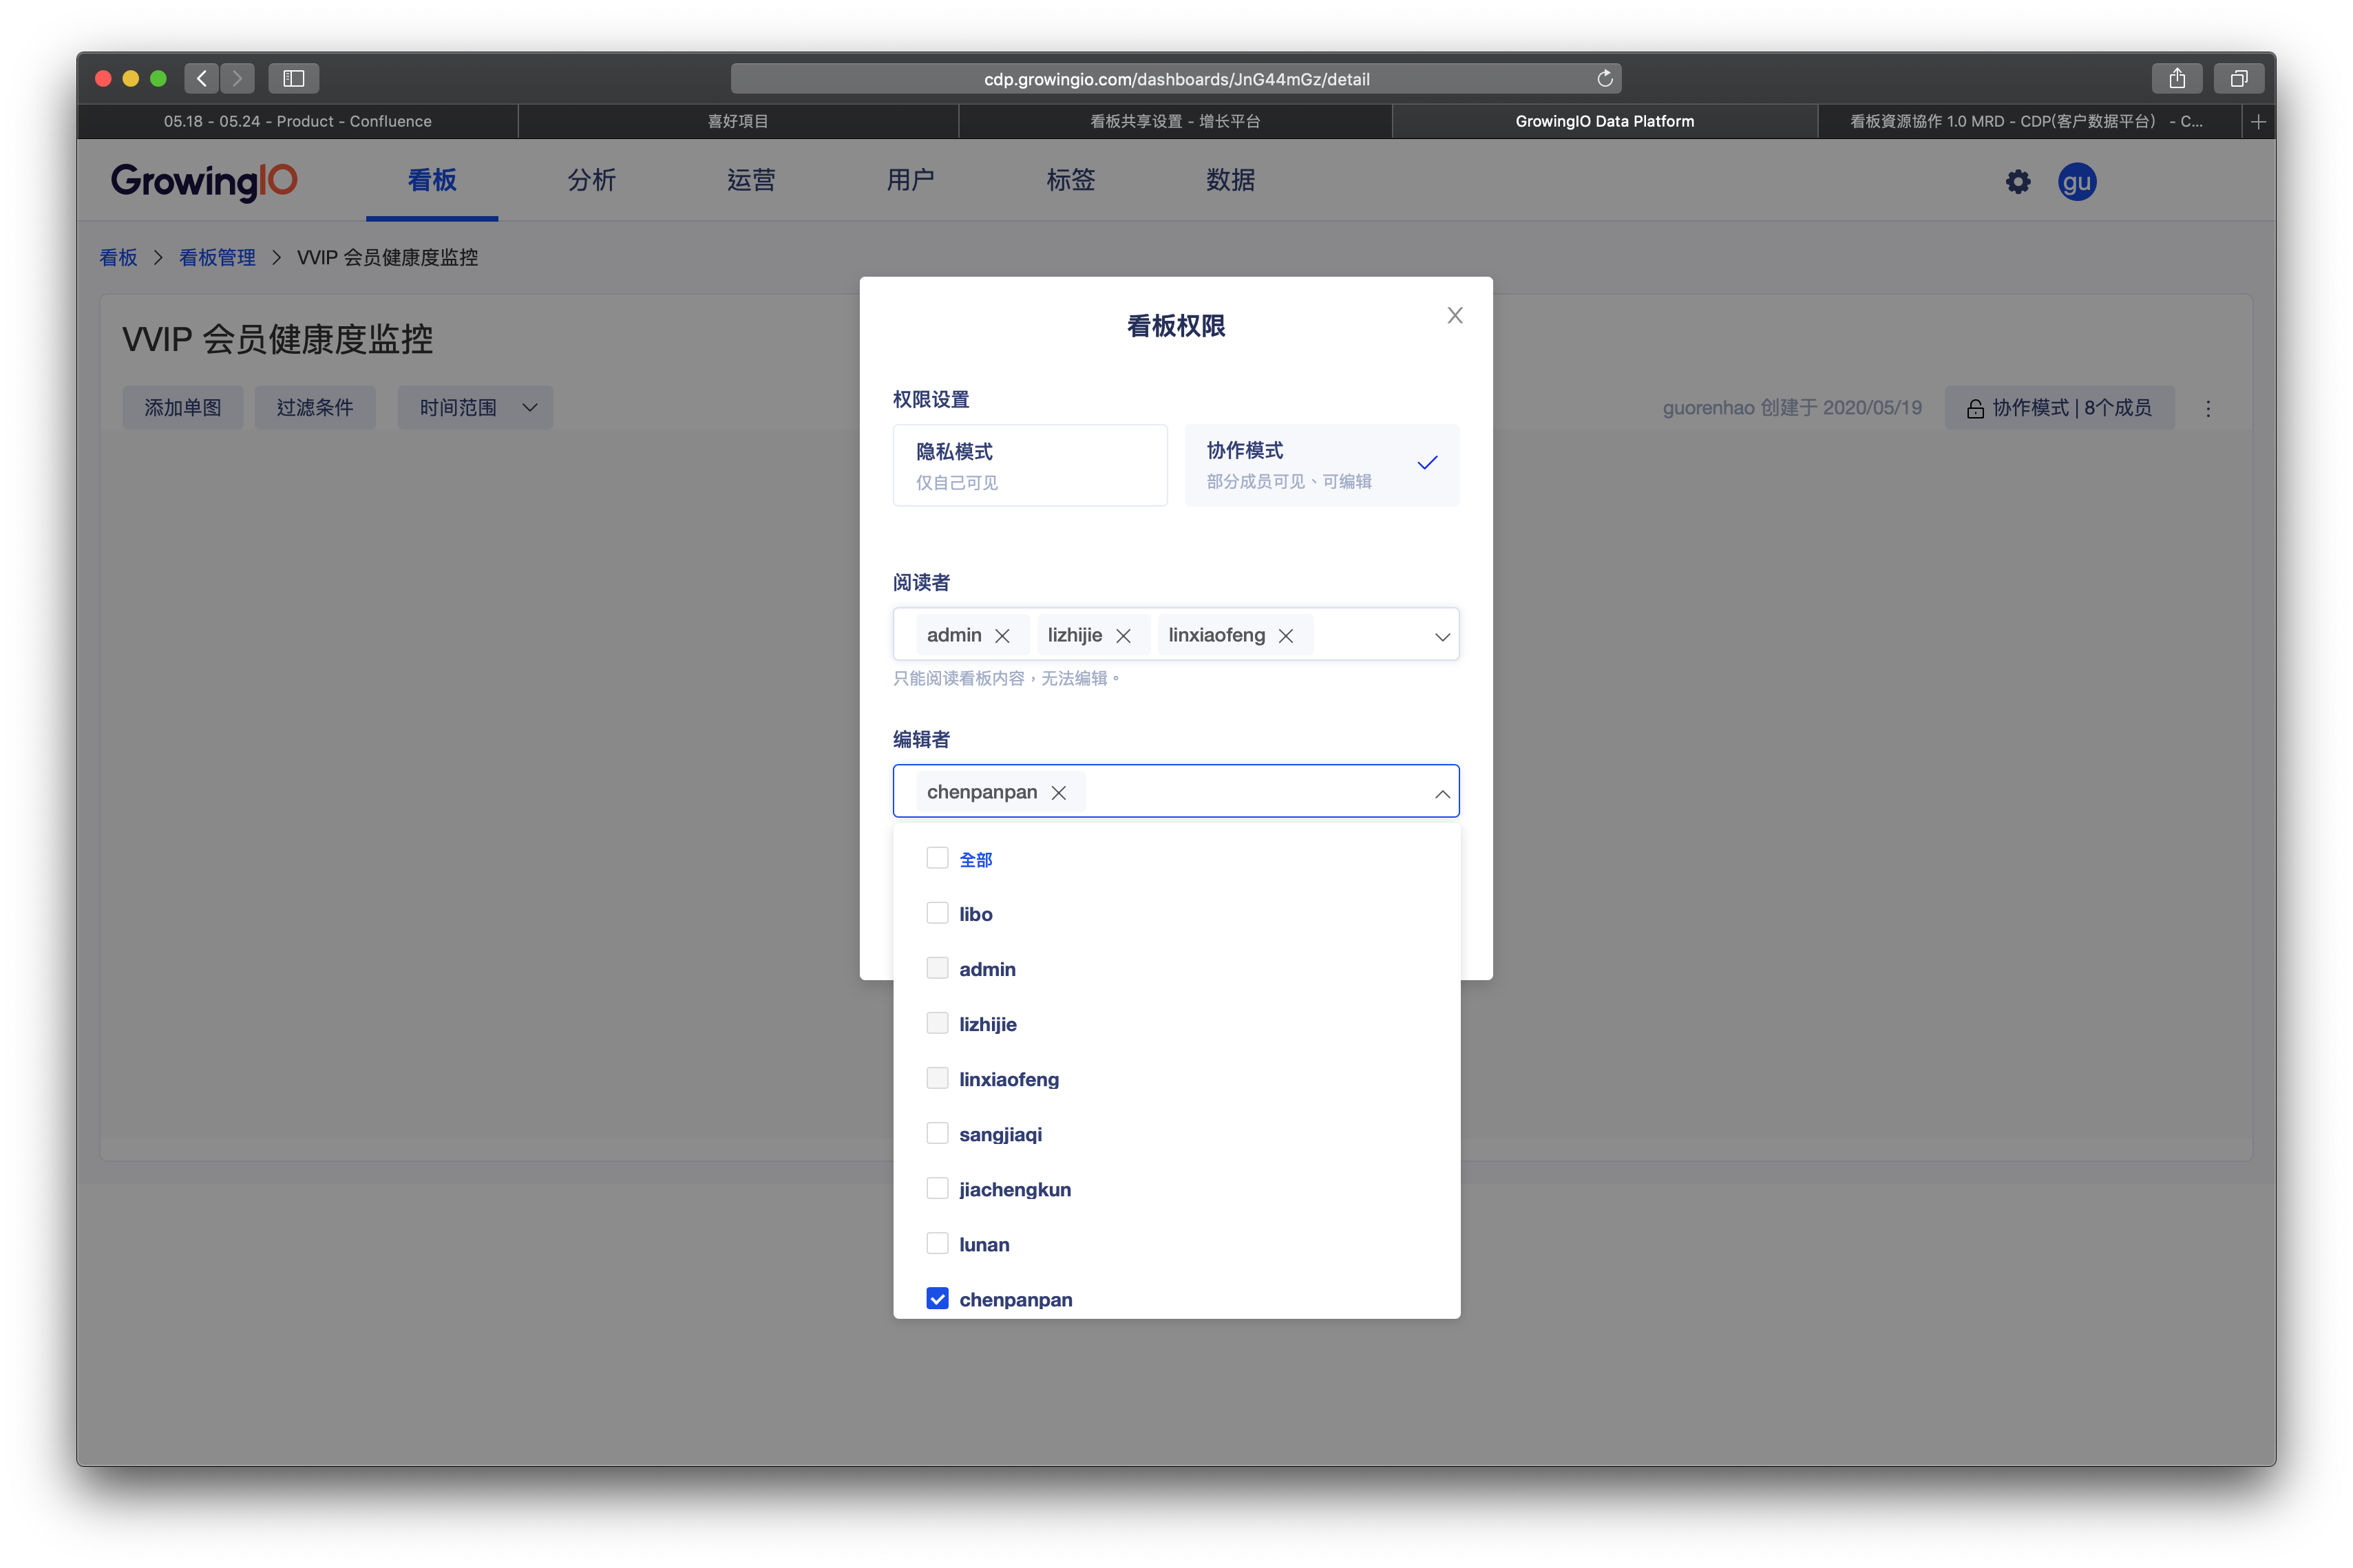 cdp.growingio.com/dashboards/JnG44mGz/detail
05.18 - 05.24 - Product - Confluence
喜好項目
看板共享设置 - 增长平台
GrowingIO Data Platform
看板資源協作 1.0 MRD - CDP(客户数据平台) - C...
GrowingIO
看板
分析
运营
用户
标签
数据
gu
看板 > 看板管理 > VVIP 会员健康度监控
VVIP 会员健康度监控
添加单图
过滤条件
时间范围
guorenhao 创建于 2020/05/19
协作模式 | 8个成员
看板权限
权限设置
隐私模式
仅自己可见
协作模式
部分成员可见、可编辑
阅读者
admin
lizhijie
linxiaofeng
只能阅读看板内容，无法编辑。
编辑者
chenpanpan
全部
libo
admin
lizhijie
linxiaofeng
sangjiaqi
jiachengkun
lunan
chenpanpan